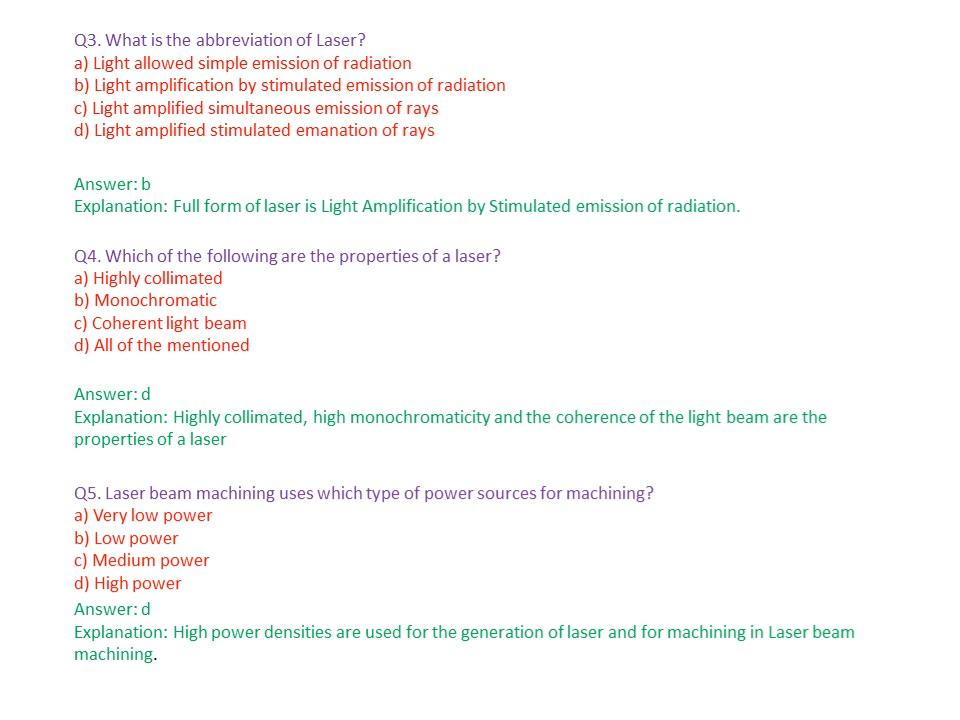 Q3. What is the abbreviation of Laser?
a) Light allowed simple emission of radiation
b) Light amplification by stimulated emission of radiation
c) Light amplified simultaneous emission of rays
d) Light amplified stimulated emanation of rays
Answer: b
Explanation: Full form of laser is Light Amplification by Stimulated emission of radiation.
Q4. Which of the following are the properties of a laser?
a) Highly collimated
b) Monochromatic
c) Coherent light beam
d) All of the mentioned
Answer: d
Explanation: Highly collimated, high monochromaticity and the coherence of the light beam are the
properties of a laser
Q5. Laser beam machining uses which type of power sources for machining?
a) Very low power
b) Low power
c) Medium power
d) High power
Answer: d
Explanation: High power densities are used for the generation of laser and for machining in Laser beam
machining.